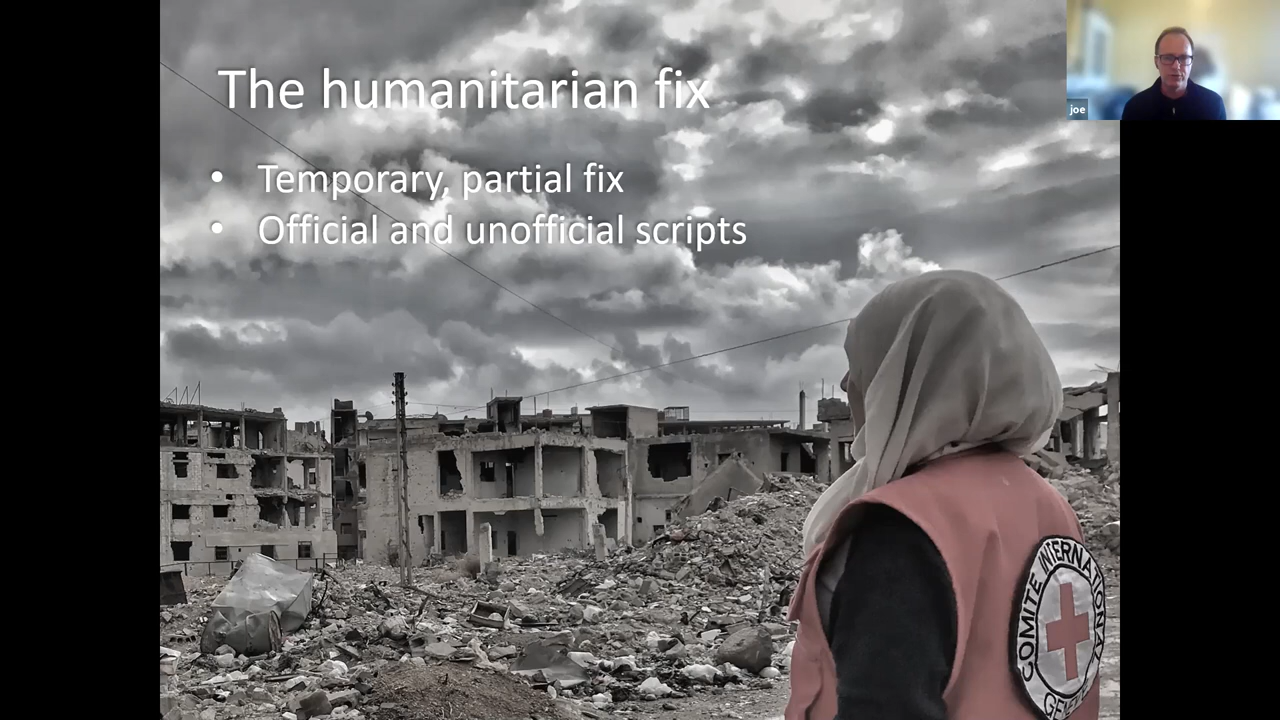 The humanitarian fix
• Temporary, partial fix
• Official and unofficial scripts
joe
COMITE INTERNATIONAL
GENEVE